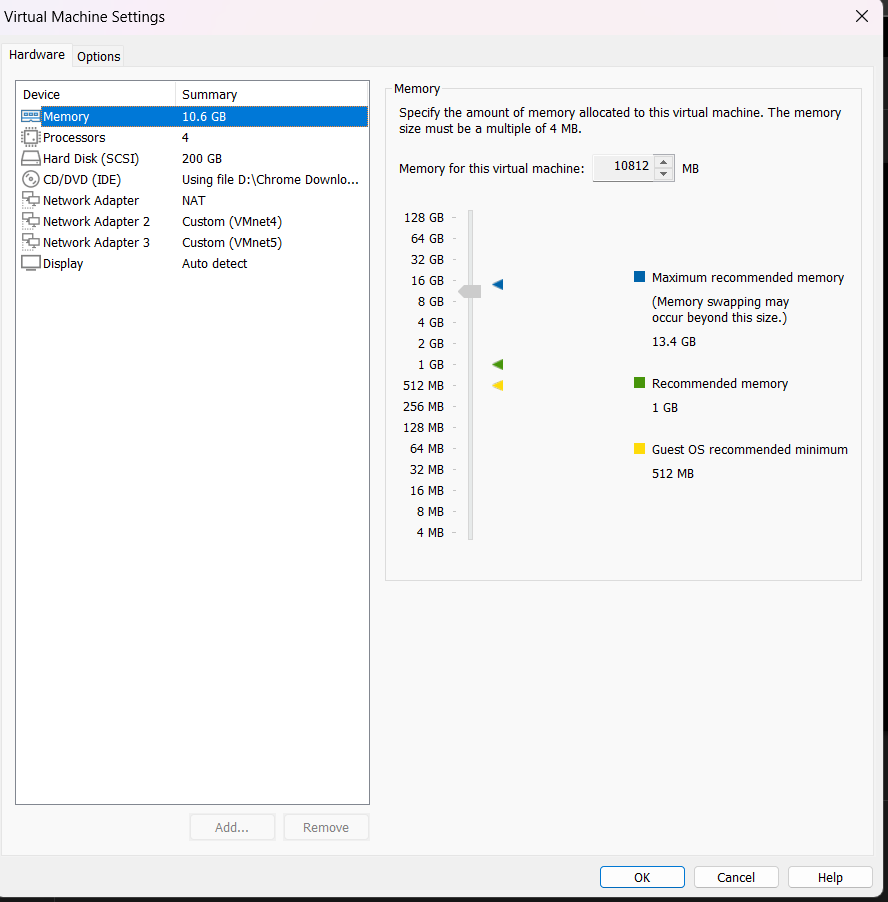 Virtual Machine Settings
Hardware
Options
Device Summary
Memory 10.6 GB
Processors 4
Hard Disk (SCSI) 200 GB
CD/DVD (IDE) Using file D:\Chrome Downlo...
Network Adapter NAT
Network Adapter 2 Custom (VMnet4)
Network Adapter 3 Custom (VMnet5)
Display Auto detect
Add...
Remove
Memory
Specify the amount of memory allocated to this virtual machine. The memory
size must be a multiple of 4 MB.
Memory for this virtual machine: 10812 MB
128 GB
64 GB
32 GB
16 GB
8 GB
4 GB
2 GB
1 GB
512 MB
256 MB
128 MB
64 MB
32 MB
16 MB
8 MB
4 MB
Maximum recommended memory
(Memory swapping may
occur beyond this size.)
13.4 GB
Recommended memory
1 GB
Guest OS recommended minimum
512 MB
OK
Cancel
Help